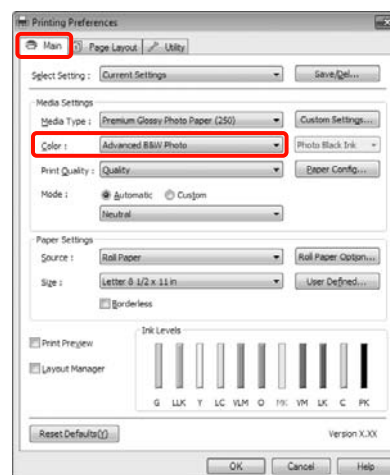 Printing Preferences
Main Page Layout Utility
Select Setting : Current Settings Save/Del...
Media Settings
Media Type : Premium Glossy Photo Paper (250) Custom Settings...
Color : Advanced B&W Photo Photo Black Ink
Print Quality : Quality Paper Config...
Mode : Automatic Custom
Neutral
Paper Settings
Source : Roll Paper Roll Paper Option...
Size : Letter 8 1/2 x 11 in User Defined...
Borderless
Print Preview
Layout Manager
Ink Levels
G LLK Y LC VLM O MK VM LK C PK
Reset Defaults(Y) Version X.XX
OK Cancel Help